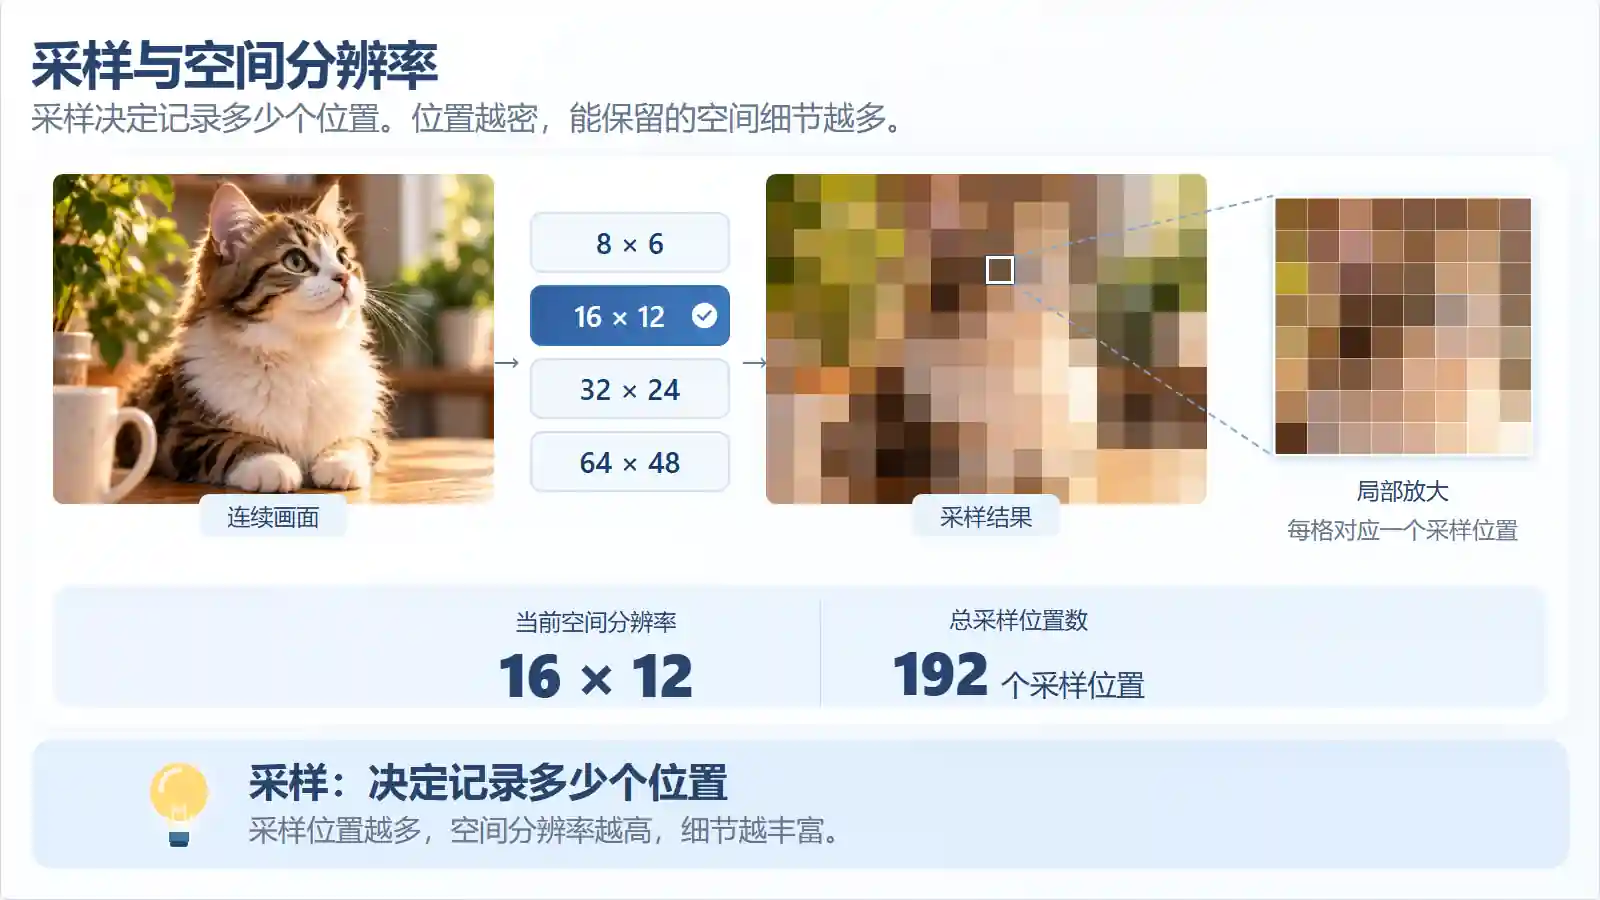 采样与空间分辨率
采样决定记录多少个位置。位置越密，能保留的空间细节越多。
8 × 6
16 × 12
32 × 24
64 × 48
连续画面
采样结果
局部放大
每格对应一个采样位置
当前空间分辨率
16 × 12
总采样位置数
192 个采样位置
采样：决定记录多少个位置
采样位置越多，空间分辨率越高，细节越丰富。